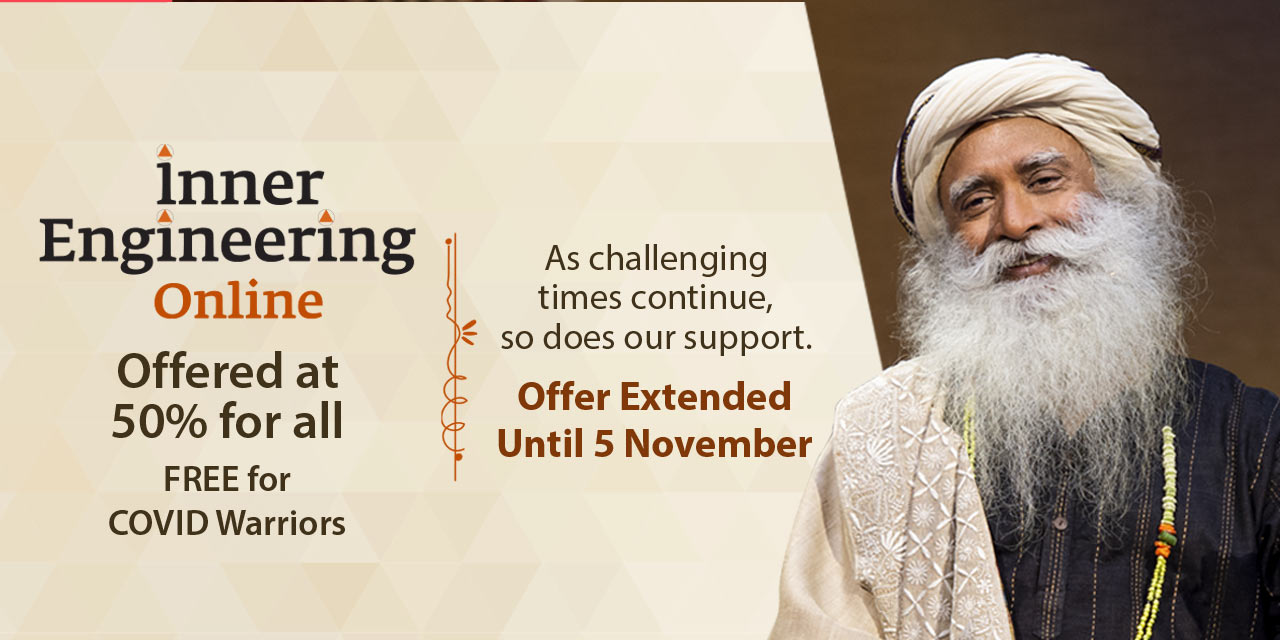 inner
Engineering
Online
Offered at
50% for all
FREE for
COVID Warriors
As challenging
times continue,
so does our support.
Offer Extended
Until 5 November